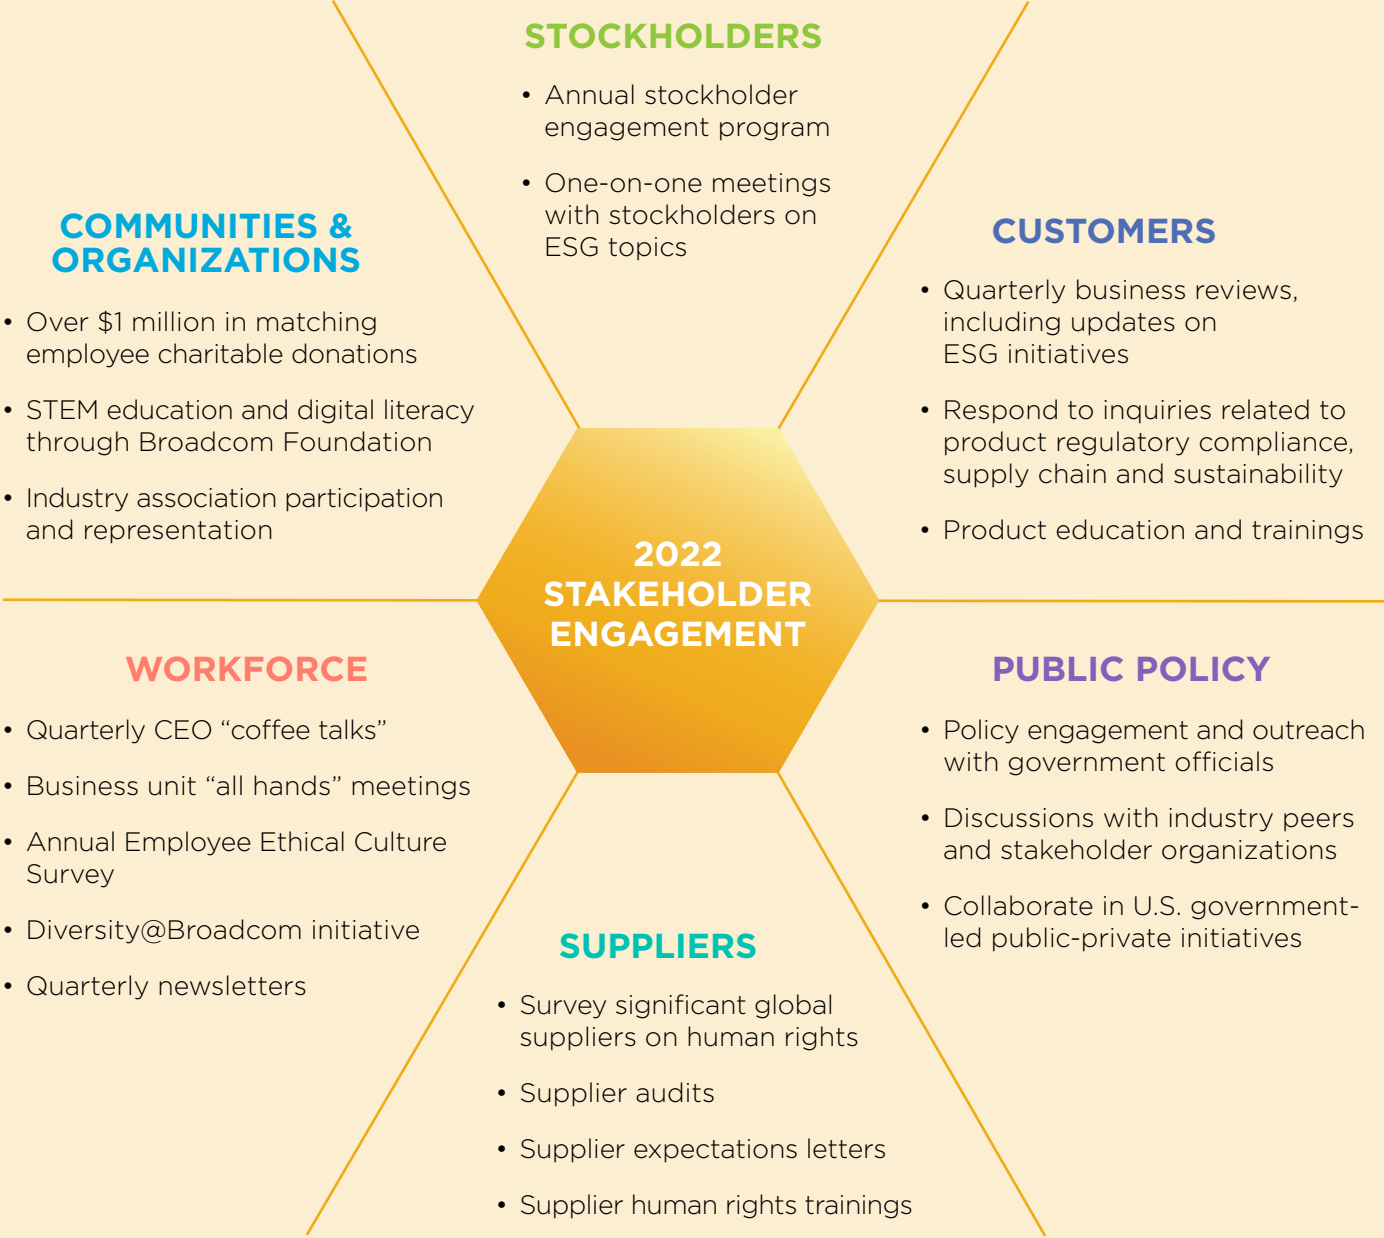 STOCKHOLDERS
• Annual stockholder
engagement program
• One-on-one meetings
with stockholders on
ESG topics
COMMUNITIES &
ORGANIZATIONS
• Over $1 million in matching
employee charitable donations
• STEM education and digital literacy
through Broadcom Foundation
• Industry association participation
and representation
CUSTOMERS
• Quarterly business reviews,
including updates on
ESG initiatives
• Respond to inquiries related to
product regulatory compliance,
supply chain and sustainability
• Product education and trainings
2022
STAKEHOLDER
ENGAGEMENT
WORKFORCE
• Quarterly CEO “coffee talks”
• Business unit “all hands” meetings
• Annual Employee Ethical Culture
Survey
• Diversity@Broadcom initiative
• Quarterly newsletters
PUBLIC POLICY
• Policy engagement and outreach
with government officials
• Discussions with industry peers
and stakeholder organizations
• Collaborate in U.S. government-
led public-private initiatives
SUPPLIERS
• Survey significant global
suppliers on human rights
• Supplier audits
• Supplier expectations letters
• Supplier human rights trainings